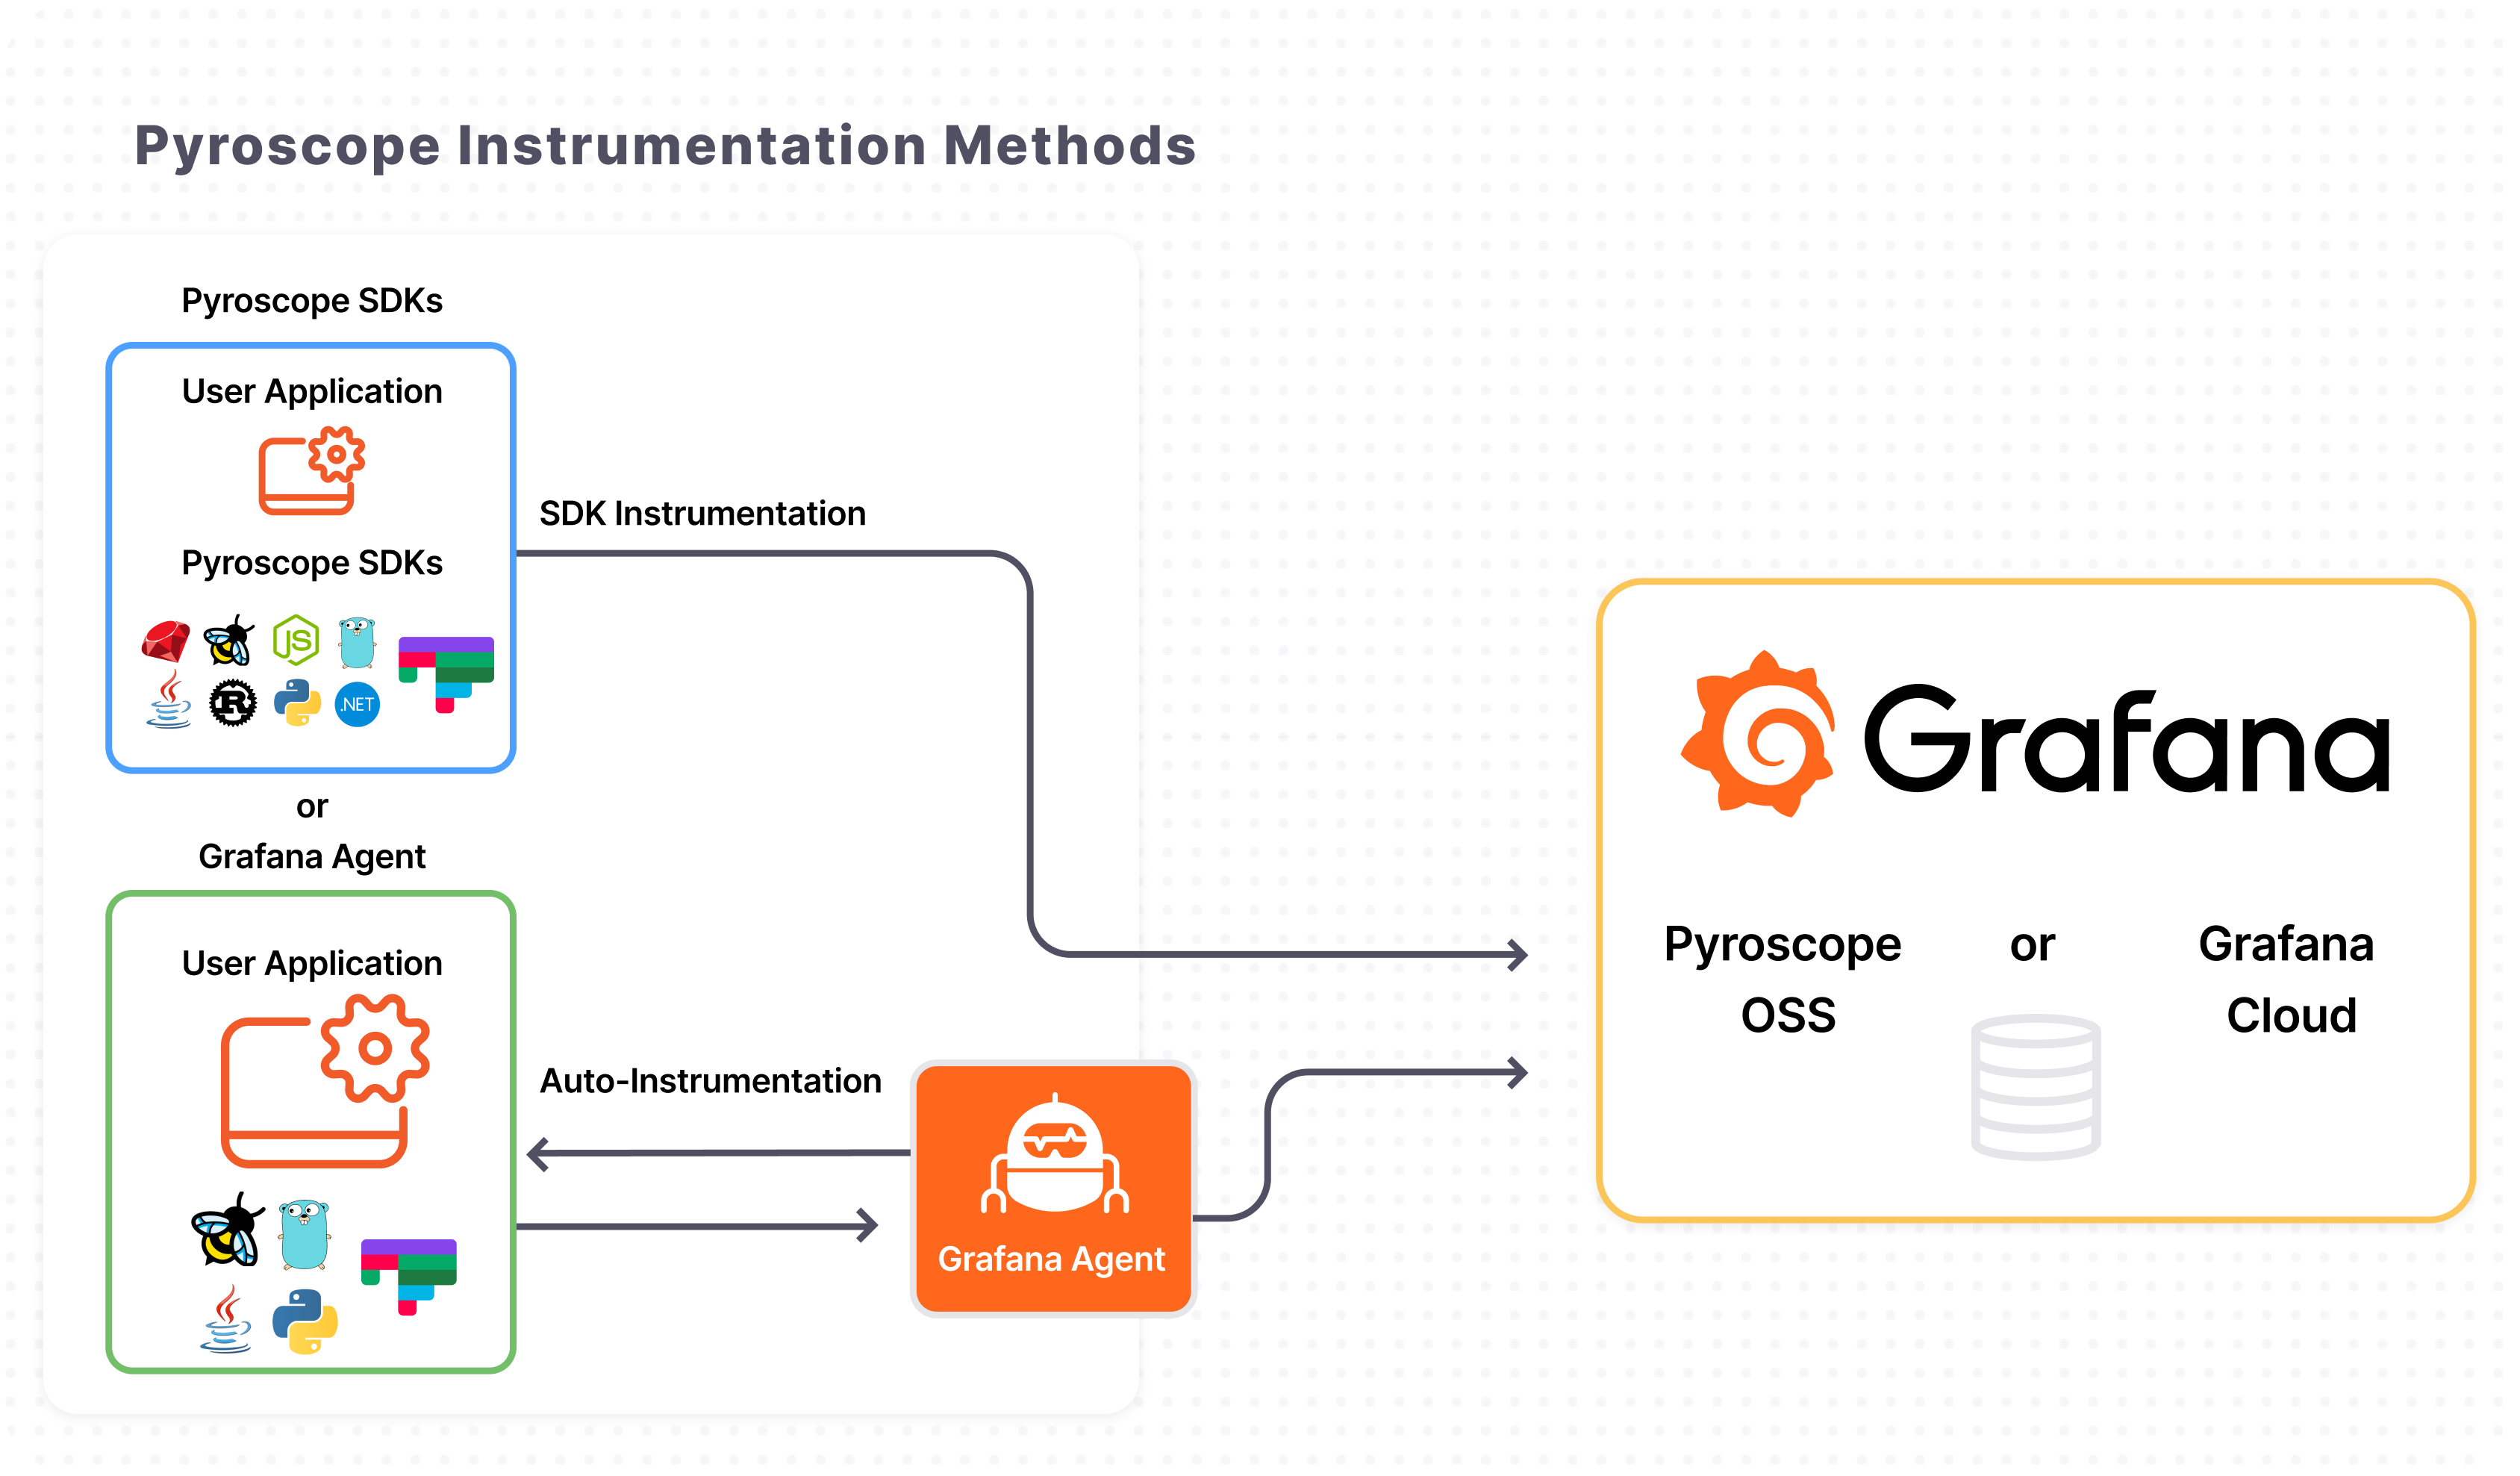 Pyroscope Instrumentation Methods
Pyroscope SDKs
User Application
Pyroscope SDKs
JS
R
.NET
SDK Instrumentation
or
Grafana Agent
User Application
Auto-Instrumentation
Grafana Agent
Grafana
Pyroscope OSS
or
Grafana Cloud